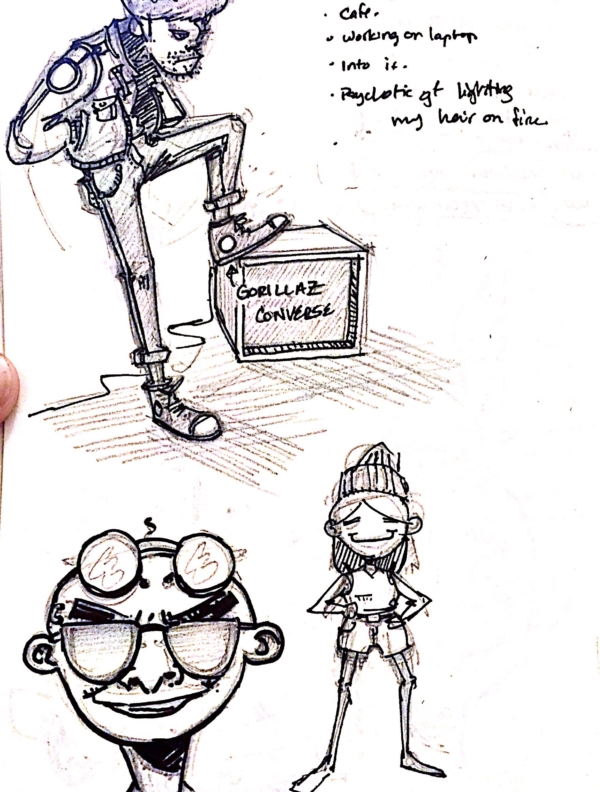 · Cafe.
· Working on laptop
· Into it.
· Psychotic gf lighting
my hair on fire
GORILLAZ
CONVERSE